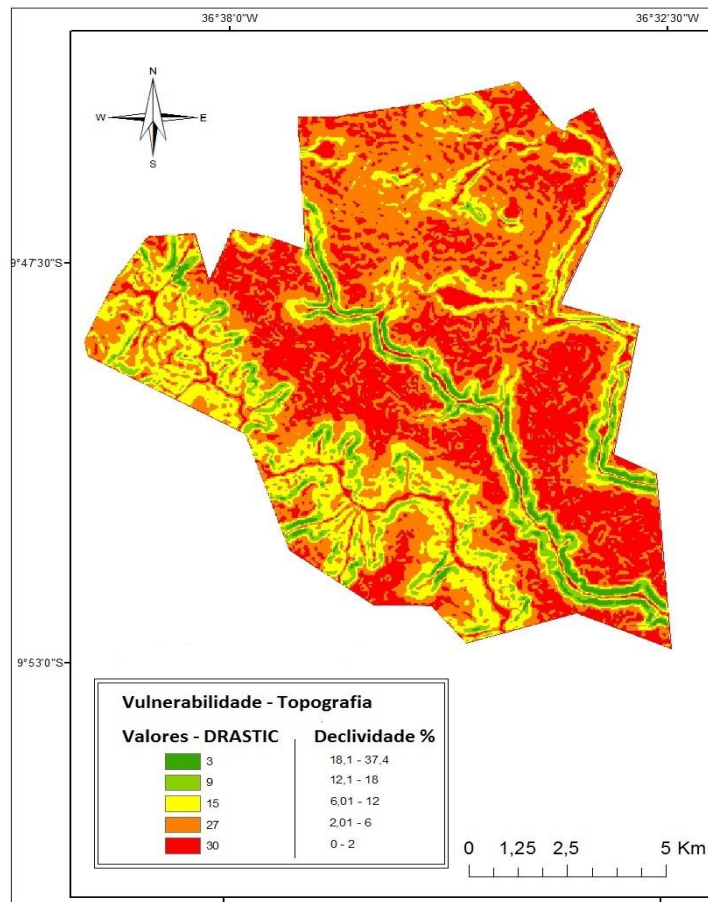 36°38'0"W 36°32'30"W
N
W E
S
9°47'30"S
9°53'0"S
Vulnerabilidade - Topografia
Valores - DRASTIC Declividade %
3 18,1 - 37,4
9 12,1 - 18
15 6,01 - 12
27 2,01 - 6
30 0 - 2
0 1,25 2,5 5 Km